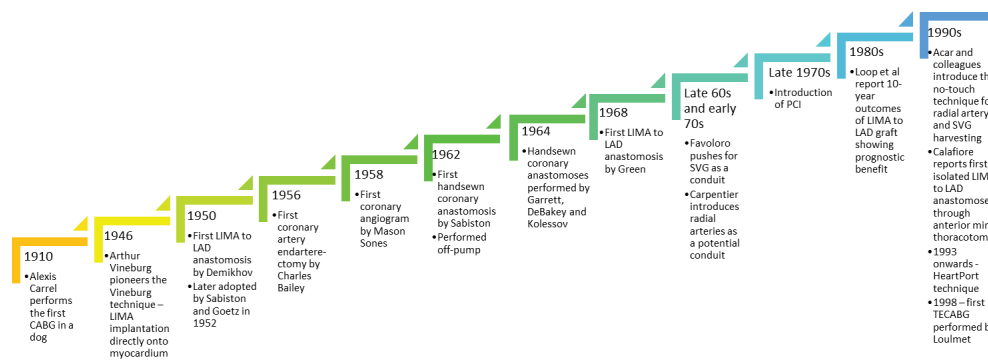 1910
•Alexis
Carrel
performs
the first
CABG in a
dog
1946
•Arthur
Vineburg
pioneers the
Vineburg
technique –
LIMA
implantation
directly onto
myocardium
1950
•First LIMA to
LAD
anastomosis
by Demikhov
•Later adopted
by Sabiston
and Goetz in
1952
1956
•First
coronary
artery
endartere-
ctomy by
Charles
Bailey
1958
•First
coronary
angiogram
by Mason
Sones
1962
•First
handsewn
coronary
anastomosis
by Sabiston
•Performed
off-pump
1964
•Handsewn
coronary
anastomoses
performed by
Garrett,
DeBakey and
Kolessov
1968
•First LIMA to
LAD
anastomosis
by Green
Late 60s
and early
70s
•Favoloro
pushes for
SVG as a
conduit
•Carpentier
introduces
radial
arteries as
a potential
conduit
Late 1970s
•Introduction
of PCI
1980s
•Loop et al
report 10-
year
outcomes
of LIMA to
LAD graft
showing
prognostic
benefit
1990s
•Acar and
colleagues
introduce th
no-touch
technique fo
radial artery
and SVG
harvesting
•Calafiore
reports first
isolated LIM
to LAD
anastomose
through
anterior min
thoracotom
•1993
onwards -
HeartPort
technique
•1998 – first
TECABG
performed b
Loulmet